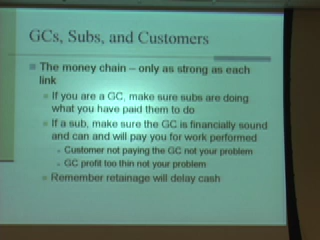 GCs, Subs, and Customers
The money chain – only as strong as each
link
If you are a GC, make sure subs are doing
what you have paid them to do
If a sub, make sure the GC is financially sound
and can and will pay you for work performed
Customer not paying the GC not your problem
GC profit too thin not your problem
Remember retainage will delay cash